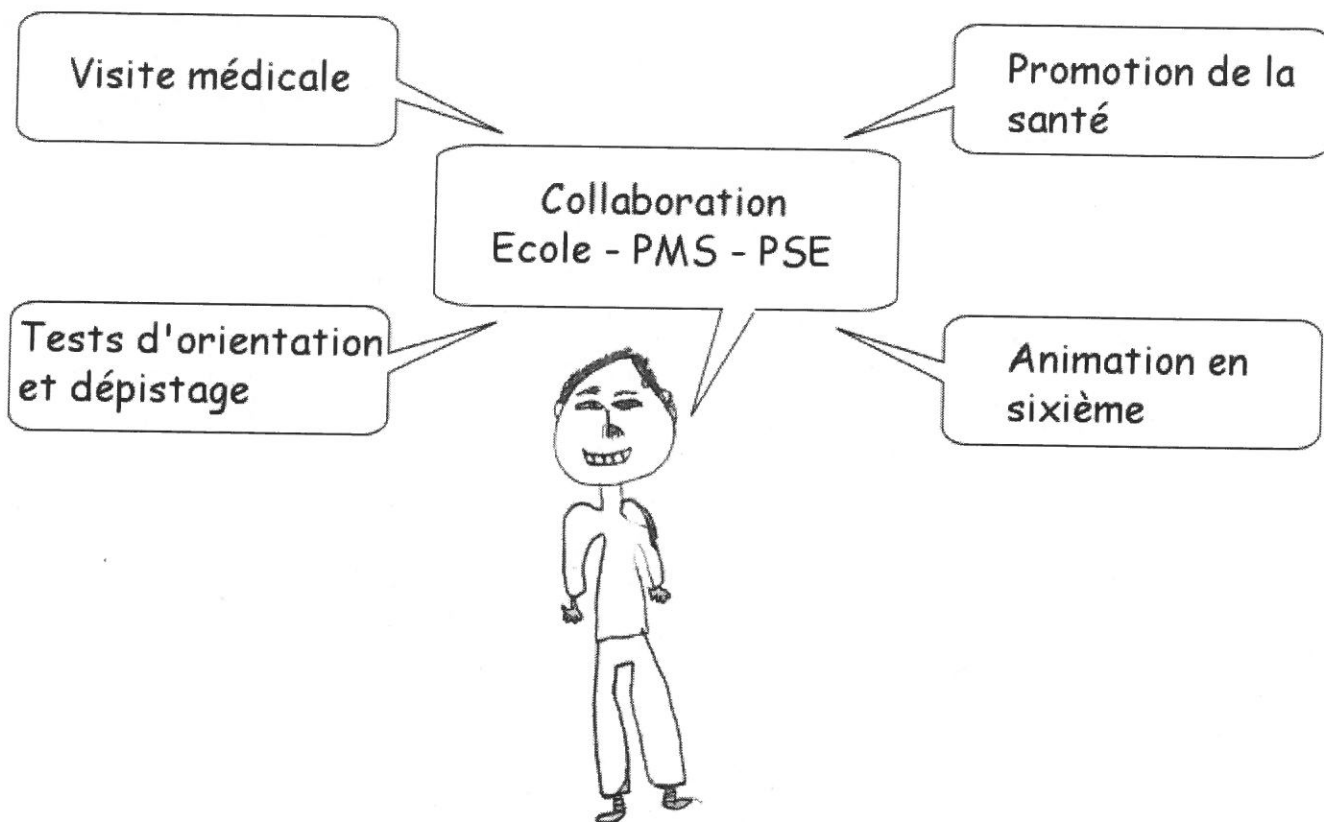 Visite médicale
Promotion de la
santé
Collaboration
Ecole - PMS - PSE
Tests d'orientation
et dépistage
Animation en
sixième